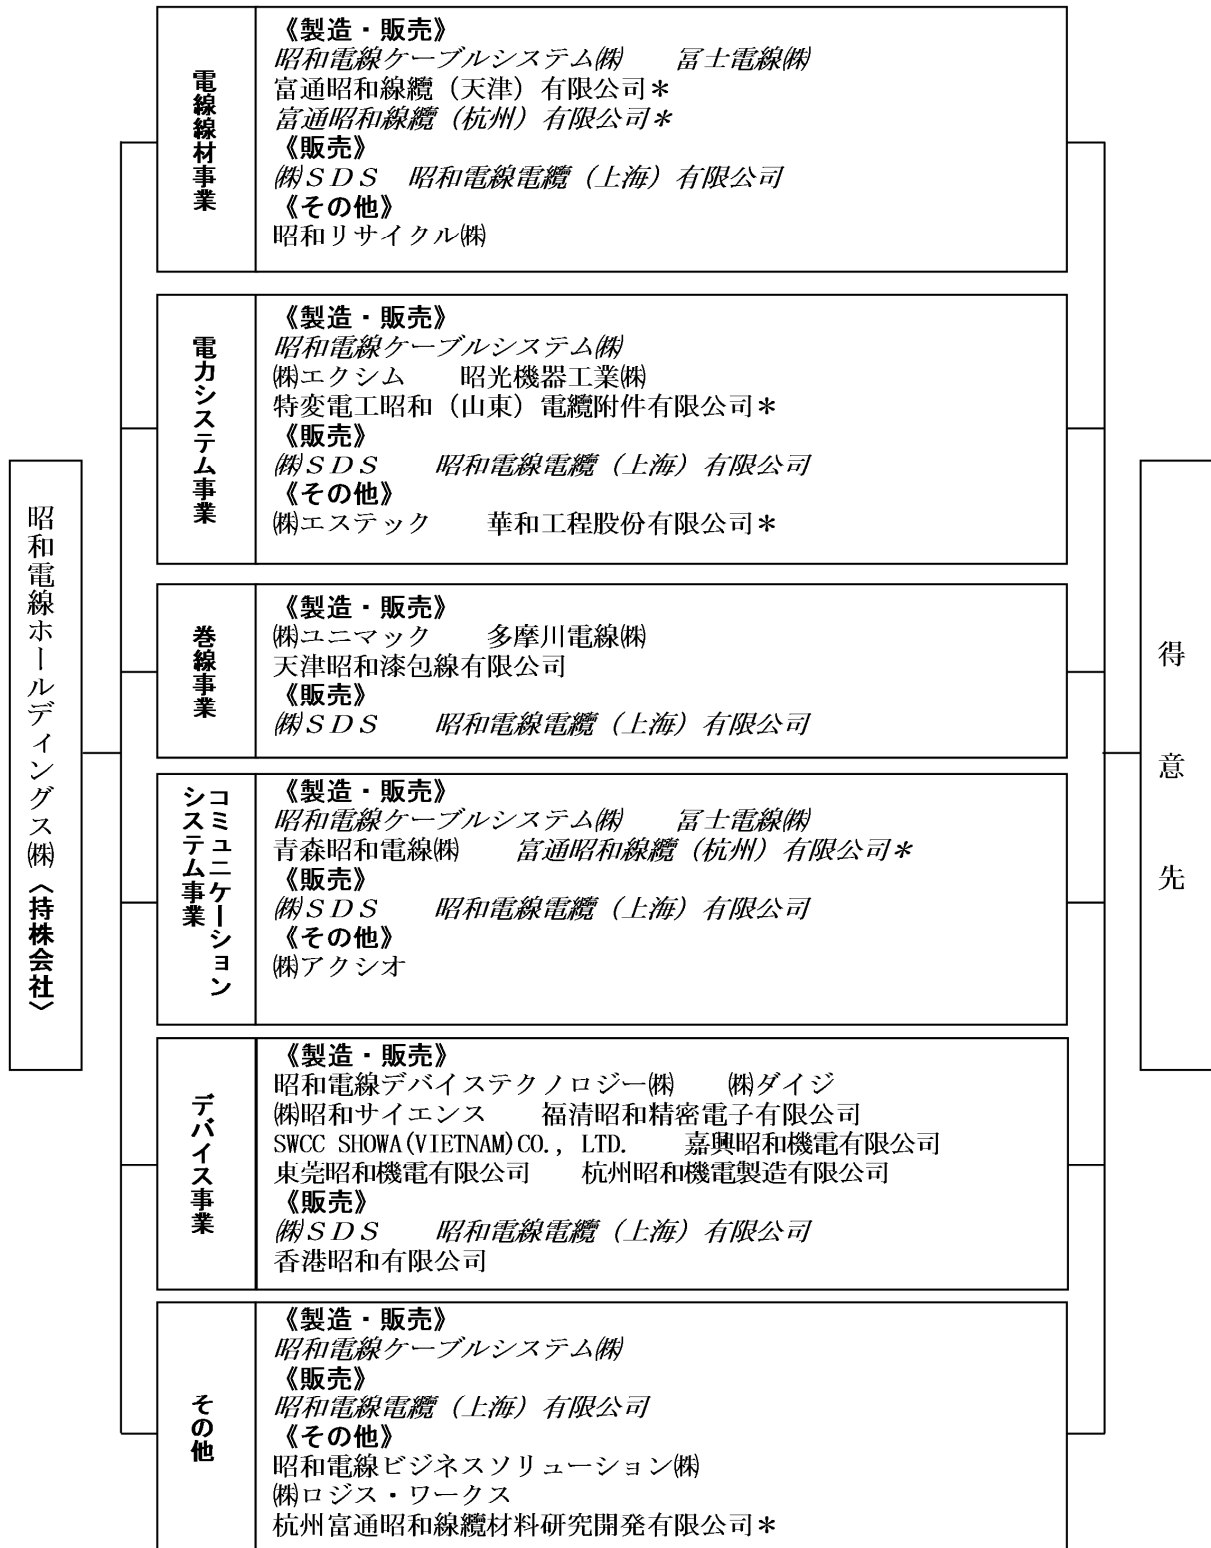 昭和電線ホールディングス㈱〈持株会社〉
電線線材事業
《製造・販売》
昭和電線ケーブルシステム㈱　　冨士電線㈱
富通昭和線纜（天津）有限公司＊
富通昭和線纜（杭州）有限公司＊
《販売》
㈱ＳＤＳ　昭和電線電纜（上海）有限公司
《その他》
昭和リサイクル㈱
電力システム事業
《製造・販売》
昭和電線ケーブルシステム㈱
㈱エクシム　　昭光機器工業㈱
特変電工昭和（山東）電纜附件有限公司＊
《販売》
㈱ＳＤＳ　　昭和電線電纜（上海）有限公司
《その他》
㈱エステック　　華和工程股份有限公司＊
巻線事業
《製造・販売》
㈱ユニマック　　多摩川電線㈱
天津昭和漆包線有限公司
《販売》
㈱ＳＤＳ　　昭和電線電纜（上海）有限公司
コミュニケーション
システム事業
《製造・販売》
昭和電線ケーブルシステム㈱　　冨士電線㈱
青森昭和電線㈱　　富通昭和線纜（杭州）有限公司＊
《販売》
㈱ＳＤＳ　　昭和電線電纜（上海）有限公司
《その他》
㈱アクシオ
デバイス事業
《製造・販売》
昭和電線デバイステクノロジー㈱　　㈱ダイジ
㈱昭和サイエンス　　福清昭和精密電子有限公司
SWCC SHOWA(VIETNAM)CO., LTD.　　嘉興昭和機電有限公司
東莞昭和機電有限公司　　杭州昭和機電製造有限公司
《販売》
㈱ＳＤＳ　　昭和電線電纜（上海）有限公司
香港昭和有限公司
その他
《製造・販売》
昭和電線ケーブルシステム㈱
《販売》
昭和電線電纜（上海）有限公司
《その他》
昭和電線ビジネスソリューション㈱
㈱ロジス・ワークス
杭州富通昭和線纜材料研究開発有限公司＊
得意先